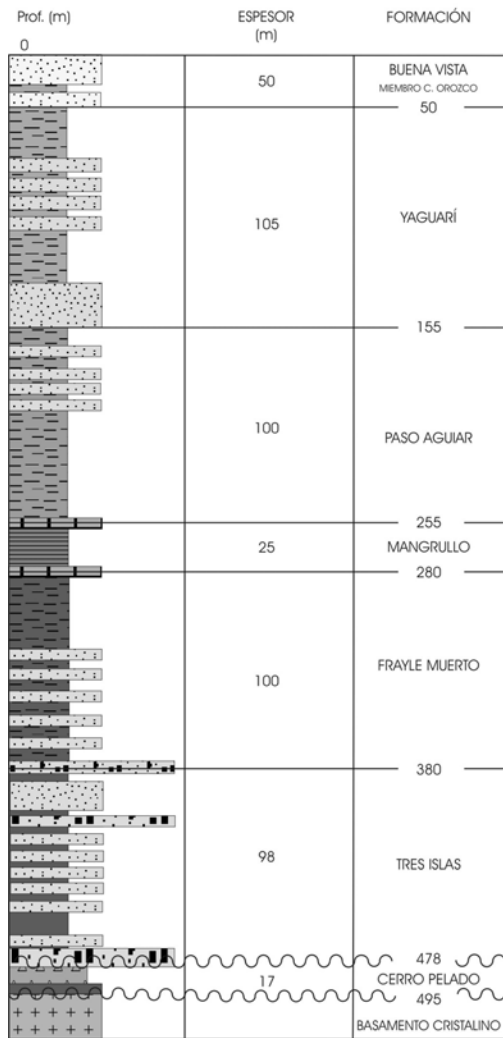 Prof. (m) ESPESOR FORMACIÓN
(m)
0
BUENA VISTA
50 MIEMBRO C. OROZCO
50
105 YAGUARÍ
155
100 PASO AGUIAR
255
25 MANGRULLO
280
100 FRAYLE MUERTO
380
98 TRES ISLAS
478
17 CERRO PELADO
495
BASAMENTO CRISTALINO